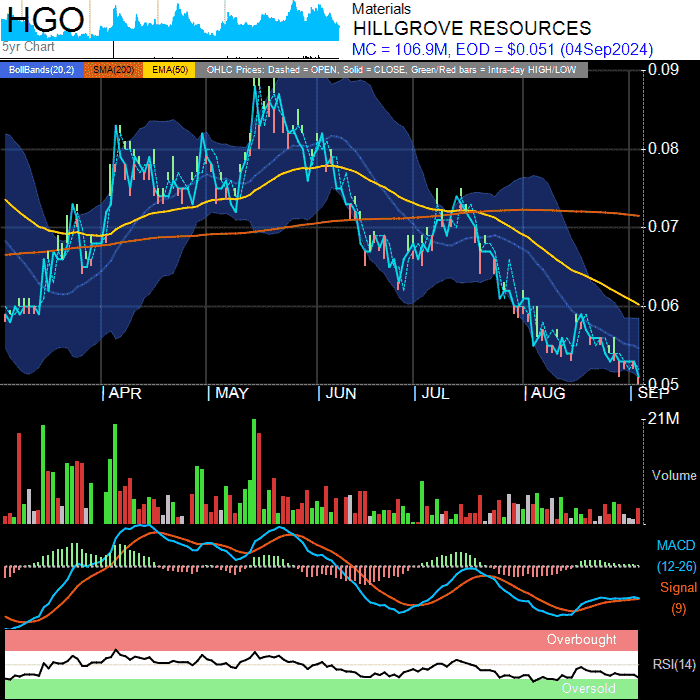 HGO
5yr Chart
Materials
HILLGROVE RESOURCES
MC = 106.9M, EOD = $0.051 (04Sep2024)
BollBands(20,2) SMA(200) EMA(50) OHLC Prices: Dashed = OPEN, Solid = CLOSE, Green/Red bars = Intra-day HIGH/LOW
0.09
0.08
0.07
0.06
0.05
APR MAY JUN JUL AUG SEP
21M
Volume
MACD
(12-26)
Signal
(9)
Overbought
RSI(14)
Oversold